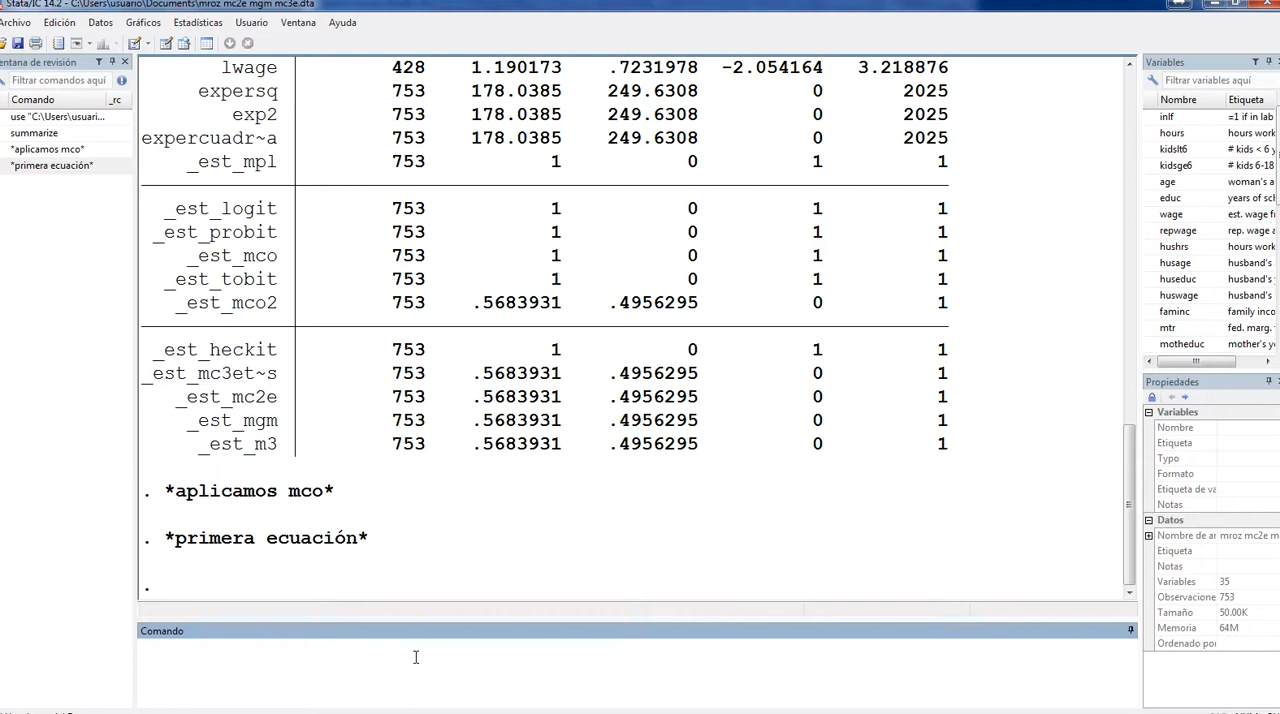 Stata/IC 14.2 - C:\Users\usuario\Documents\mroz mc2e mgm mc3e.dta
Archivo Edición Datos Gráficos Estadísticas Usuario Ventana Ayuda
entana de revisión
Filtrar comandos aquí
Comando _rc
use "C:\Users\usuari...
summarize
*aplicamos mco*
*primera ecuación*
lwage 428 1.190173 .7231978 -2.054164 3.218876
expersq 753 178.0385 249.6308 0 2025
exp2 753 178.0385 249.6308 0 2025
expercuadr~a 753 178.0385 249.6308 0 2025
_est_mpl 753 1 0 1 1
_est_logit 753 1 0 1 1
_est_probit 753 1 0 1 1
_est_mco 753 1 0 1 1
_est_tobit 753 1 0 1 1
_est_mco2 753 .5683931 .4956295 0 1
_est_heckit 753 1 0 1 1
_est_mc3et~s 753 .5683931 .4956295 0 1
_est_mc2e 753 .5683931 .4956295 0 1
_est_mgm 753 .5683931 .4956295 0 1
_est_m3 753 .5683931 .4956295 0 1
. *aplicamos mco*
. *primera ecuación*
.
Comando
Variables
Filtrar variables aquí
Nombre Etiqueta
inlf =1 if in lab
hours hours work
kidslt6 # kids < 6 y
kidsge6 # kids 6-18
age woman's a
educ years of sch
wage est. wage fr
repwage rep. wage a
hushrs hours work
husage husband's
huseduc husband's
huswage husband's
faminc family inco
mtr fed. marg.
motheduc mother's y
Propiedades
Variables
Nombre
Etiqueta
Tipo
Formato
Etiqueta de va
Notas
Datos
Nombre de ar mroz mc2e m
Etiqueta
Notas
Variables 35
Observacione 753
Tamaño 50.00K
Memoria 64M
Ordenado por